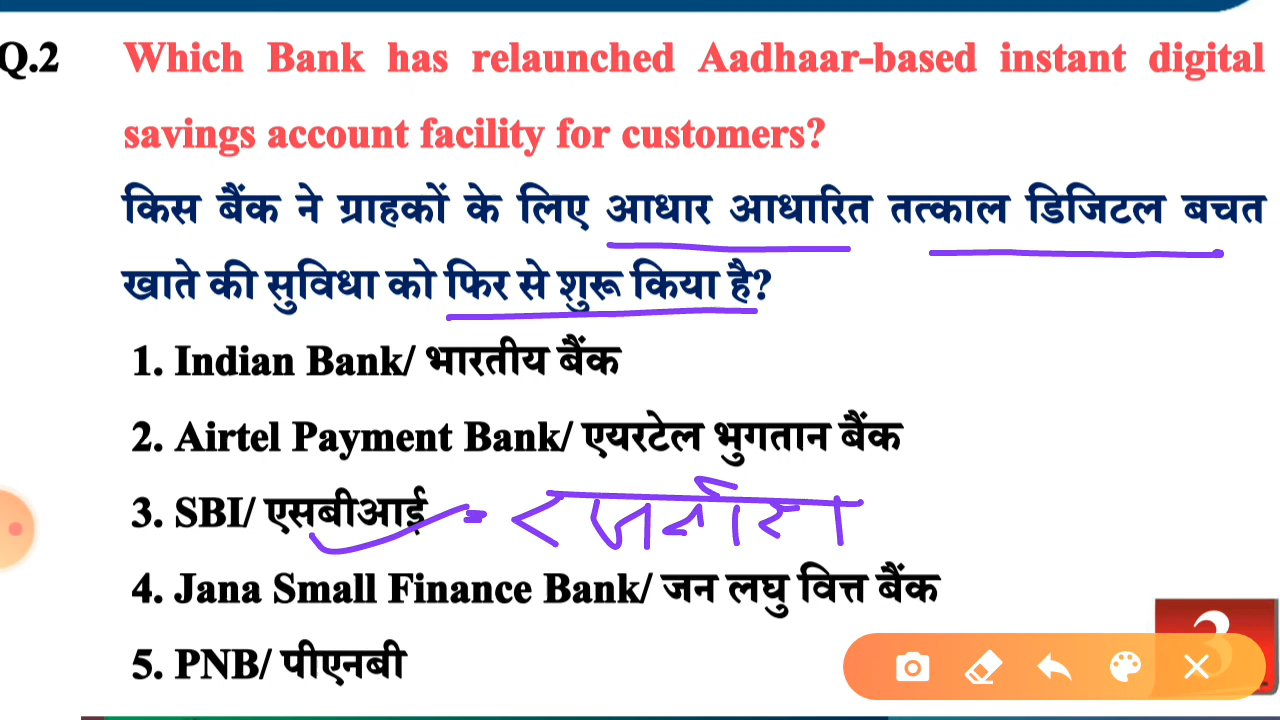 Q.2 Which Bank has relaunched Aadhaar-based instant digital
savings account facility for customers?
किस बैंक ने ग्राहकों के लिए आधार आधारित तत्काल डिजिटल बचत
खाते की सुविधा को फिर से शुरू किया है?
1. Indian Bank/ भारतीय बैंक
2. Airtel Payment Bank/ एयरटेल भुगतान बैंक
3. SBI/ एसबीआई =
4. Jana Small Finance Bank/ जन लघु वित्त बैंक
5. PNB/ पीएनबी
3